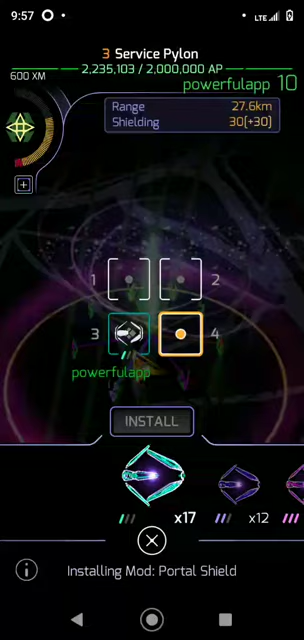 9:57
LTE
3 Service Pylon
2,235,103 / 2,000,000 AP
600 XM
powerfulapp 10
Range 27.6km
Shielding 30[+30]
1 2
3 4
powerfulapp
INSTALL
x17 x12
Installing Mod: Portal Shield